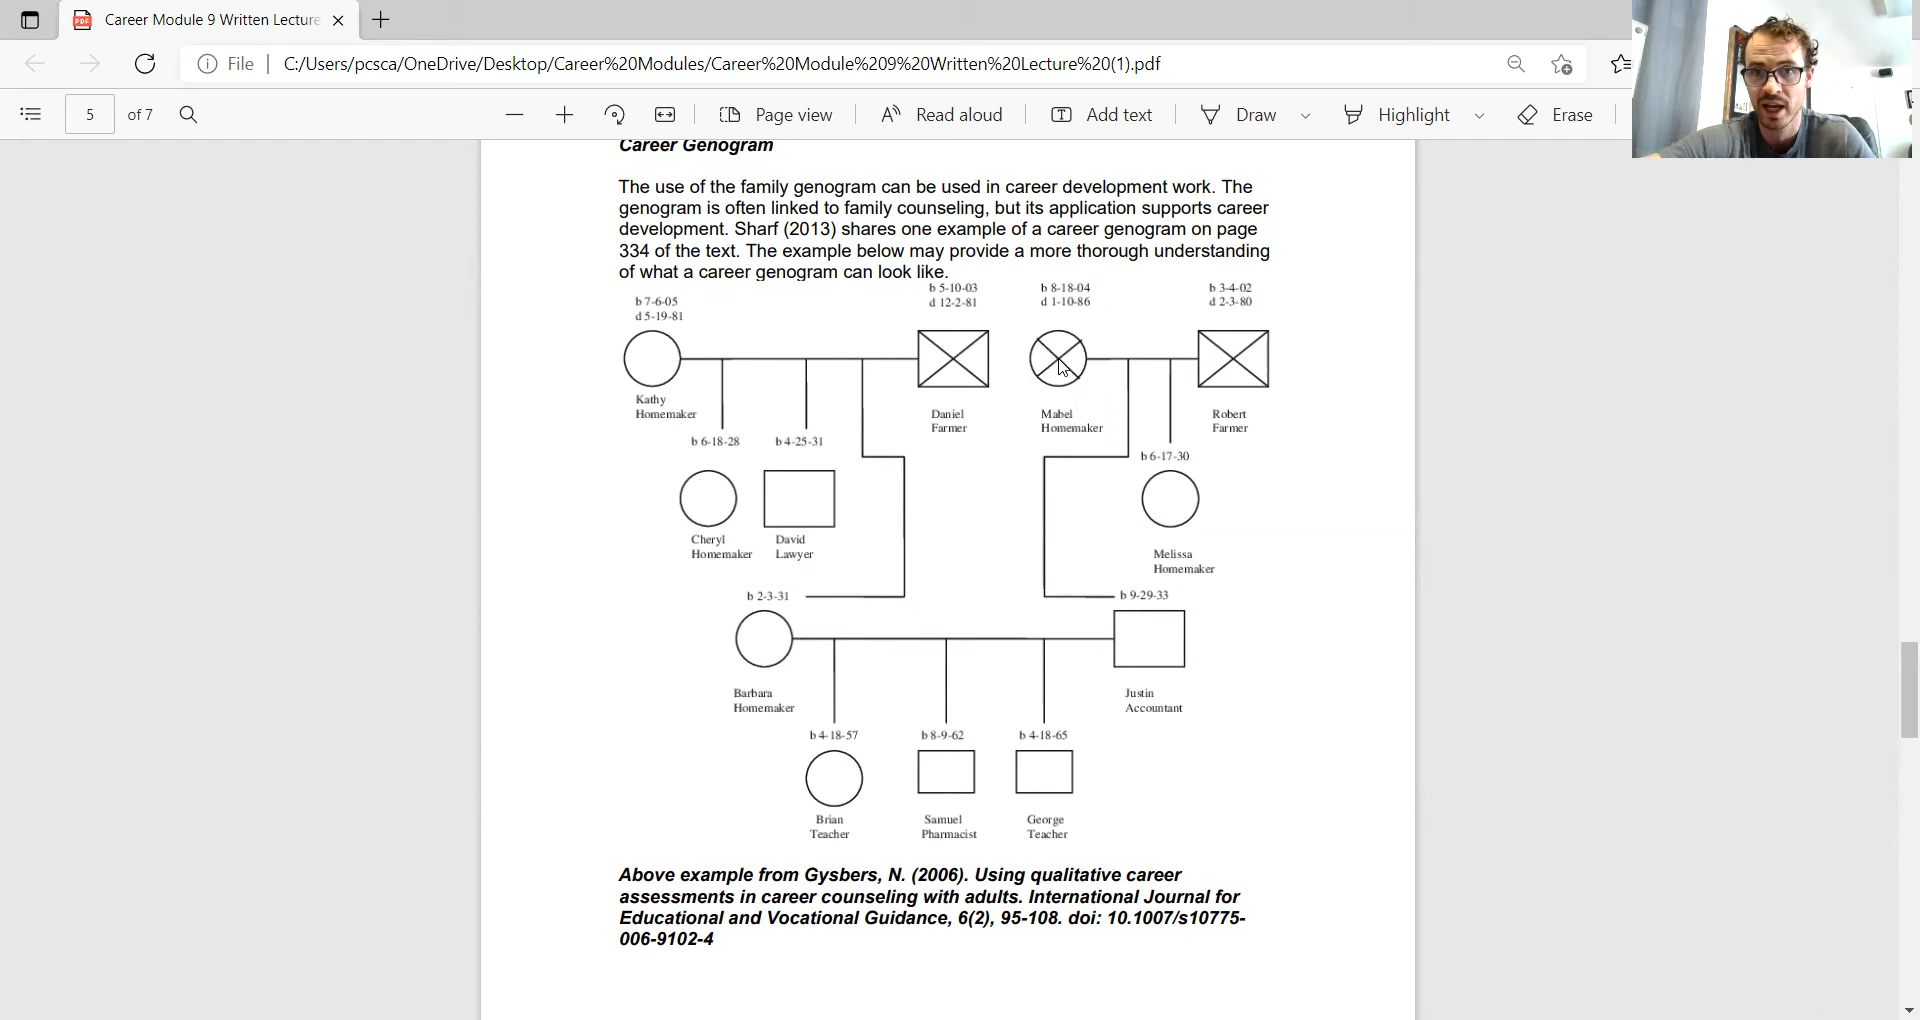 Career Module 9 Written Lecture
File
C:/Users/pcsca/OneDrive/Desktop/Career%20Modules/Career%20Module%209%20Written%20Lecture%20(1).pdf
5 of 7
Page view
Read aloud
Add text
Draw
Highlight
Erase
Career Genogram
The use of the family genogram can be used in career development work. The
genogram is often linked to family counseling, but its application supports career
development. Sharf (2013) shares one example of a career genogram on page
334 of the text. The example below may provide a more thorough understanding
of what a career genogram can look like.
b 7-6-05
d 5-19-81
b 5-10-03
d 12-2-81
b 8-18-04
d 1-10-86
b 3-4-02
d 2-3-80
Kathy
Homemaker
Daniel
Farmer
Mabel
Homemaker
Robert
Farmer
b 6-18-28
b 4-25-31
b 6-17-30
Cheryl
Homemaker
David
Lawyer
Melissa
Homemaker
b 2-3-31
b 9-29-33
Barbara
Homemaker
Justin
Accountant
b 4-18-57
b 8-9-62
b 4-18-65
Brian
Teacher
Samuel
Pharmacist
George
Teacher
Above example from Gysbers, N. (2006). Using qualitative career
assessments in career counseling with adults. International Journal for
Educational and Vocational Guidance, 6(2), 95-108. doi: 10.1007/s10775-
006-9102-4